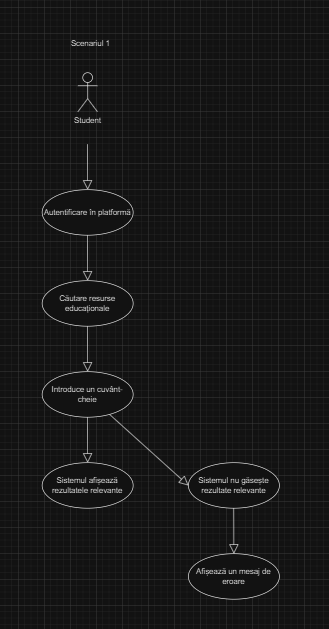 Scenariul 1
Student
Autentificare în platformă
Căutare resurse
educaționale
Introduce un cuvânt-
cheie
Sistemul afișează
rezultatele relevante
Sistemul nu găsește
rezultate relevante
Afișează un mesaj de
eroare